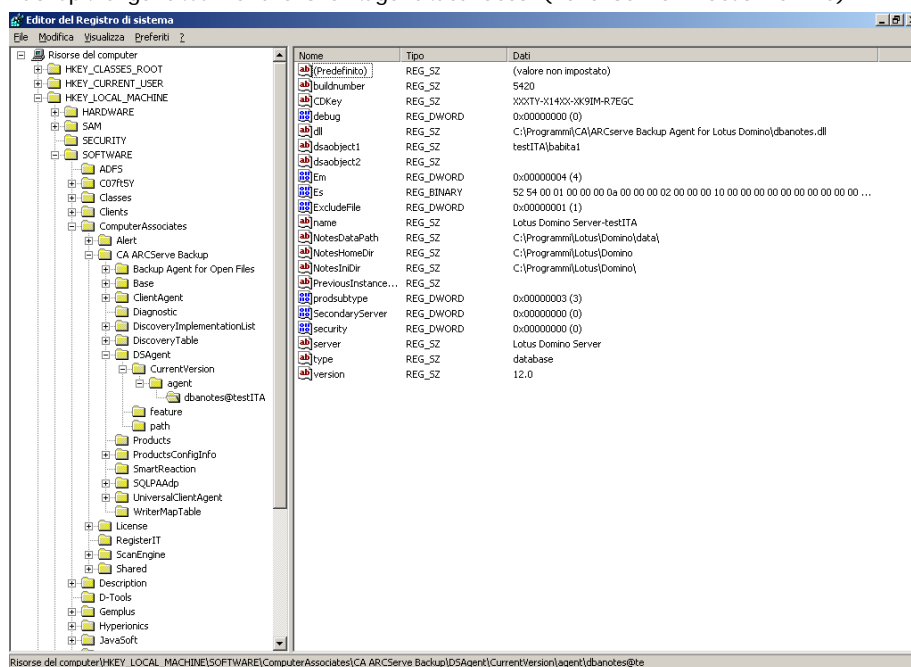 Editor del Registro di sistema
File Modifica Visualizza Preferiti ?
Risorse del computer
HKEY_CLASSES_ROOT
HKEY_CURRENT_USER
HKEY_LOCAL_MACHINE
HARDWARE
SAM
SECURITY
SOFTWARE
ADFS
C07ft5Y
Classes
Clients
ComputerAssociates
Alert
CA ARCServe Backup
Backup Agent for Open Files
Base
ClientAgent
Diagnostic
DiscoveryImplementationList
DiscoveryTable
DSAgent
CurrentVersion
agent
dbanotes@testITA
feature
path
Products
ProductsConfigInfo
SmartReaction
SQLPAAdp
UniversalClientAgent
WriterMapTable
License
RegisterIT
ScanEngine
Shared
Description
D-Tools
Gemplus
Hyperionics
JavaSoft
Nome Tipo Dati
(Predefinito) REG_SZ (valore non impostato)
buildnumber REG_SZ 5420
CDKey REG_SZ XXXTY-X14XX-XK9IM-R7EGC
debug REG_DWORD 0x00000000 (0)
dll REG_SZ C:\Programmi\CA\ARCserve Backup Agent for Lotus Domino\dbanotes.dll
dsaobject1 REG_SZ testITA\babita1
dsaobject2 REG_SZ
Em REG_DWORD 0x00000004 (4)
Es REG_BINARY 52 54 00 01 00 00 00 0a 00 00 00 02 00 00 00 10 00 00 00 00 00 00 00 00 00 00 ...
ExcludeFile REG_DWORD 0x00000001 (1)
name REG_SZ Lotus Domino Server-testITA
NotesDataPath REG_SZ C:\Programmi\Lotus\Domino\data\
NotesHomeDir REG_SZ C:\Programmi\Lotus\Domino
NotesIniDir REG_SZ C:\Programmi\Lotus\Domino\
PreviousInstance... REG_SZ
prodsubtype REG_DWORD 0x00000003 (3)
SecondaryServer REG_DWORD 0x00000000 (0)
security REG_DWORD 0x00000000 (0)
server REG_SZ Lotus Domino Server
type REG_SZ database
version REG_SZ 12.0
Risorse del computer\HKEY_LOCAL_MACHINE\SOFTWARE\ComputerAssociates\CA ARCServe Backup\DSAgent\CurrentVersion\agent\dbanotes@te